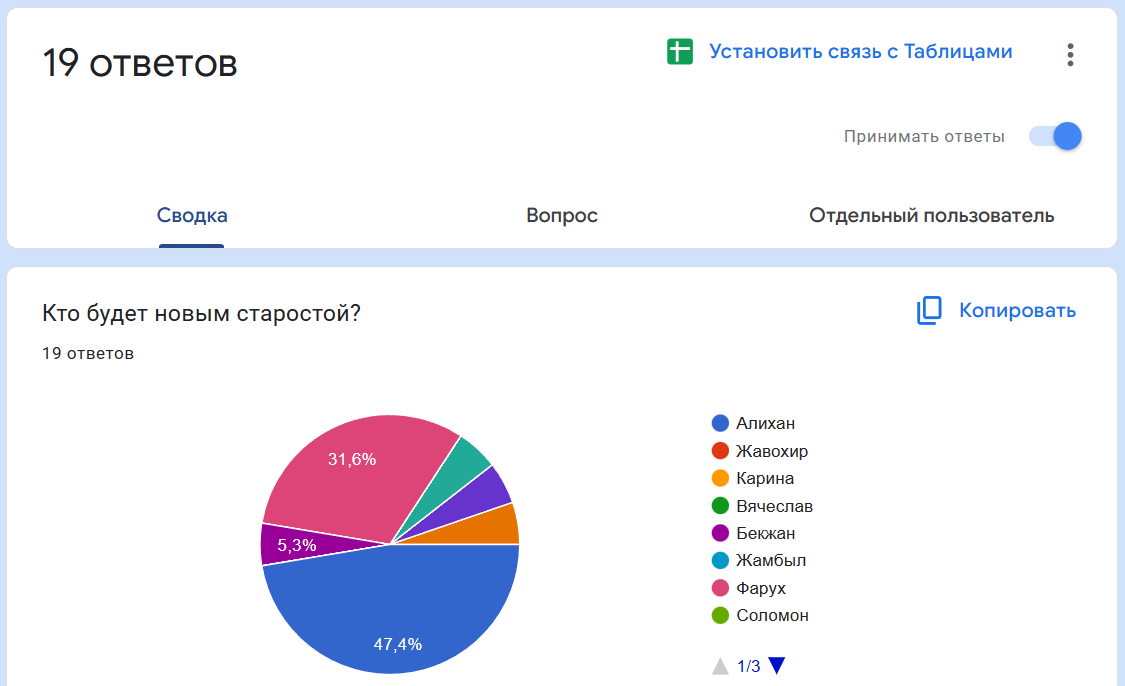 19 ответов
Установить связь с Таблицами
Принимать ответы
Сводка
Вопрос
Отдельный пользователь
Кто будет новым старостой?
Копировать
19 ответов
31,6%
5,3%
47,4%
Алихан
Жавохир
Карина
Вячеслав
Бекжан
Жамбыл
Фарух
Соломон
1/3